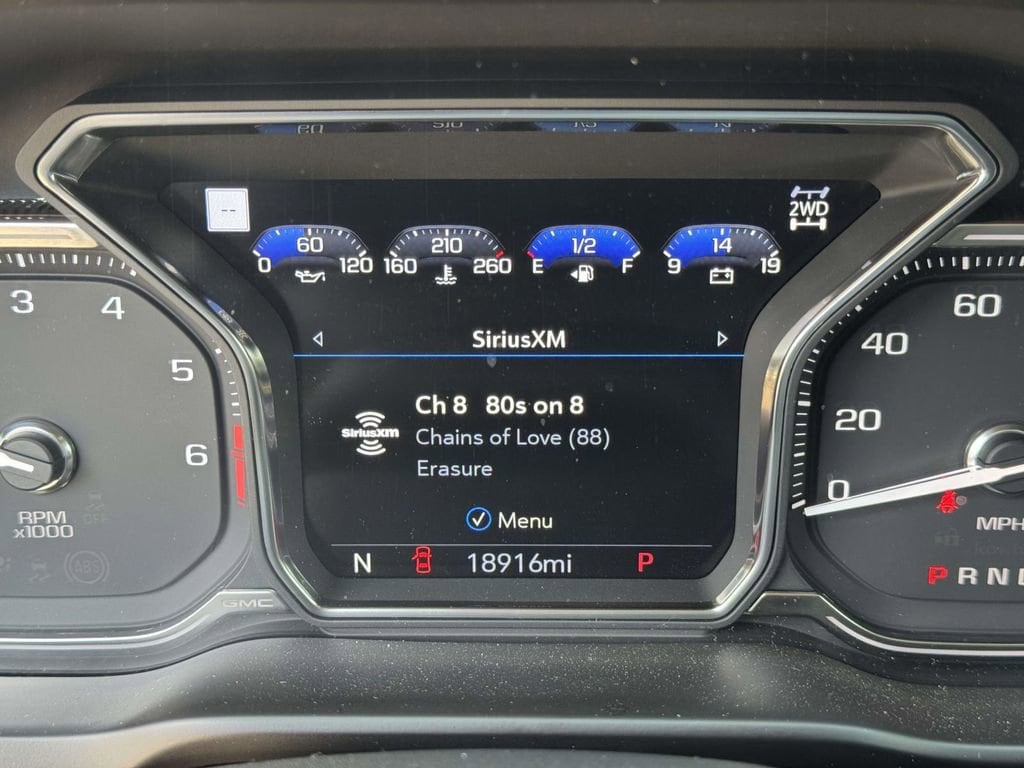 --
2WD
60
0 120
210
160 260
1/2
E F
14
9 19
SiriusXM
Ch 8 80s on 8
SiriusXM
Chains of Love (88)
Erasure
Menu
N 18916mi P
3
4
5
6
RPM
x1000
OFF
ABS
GMC
60
40
20
0
MPH
P R N